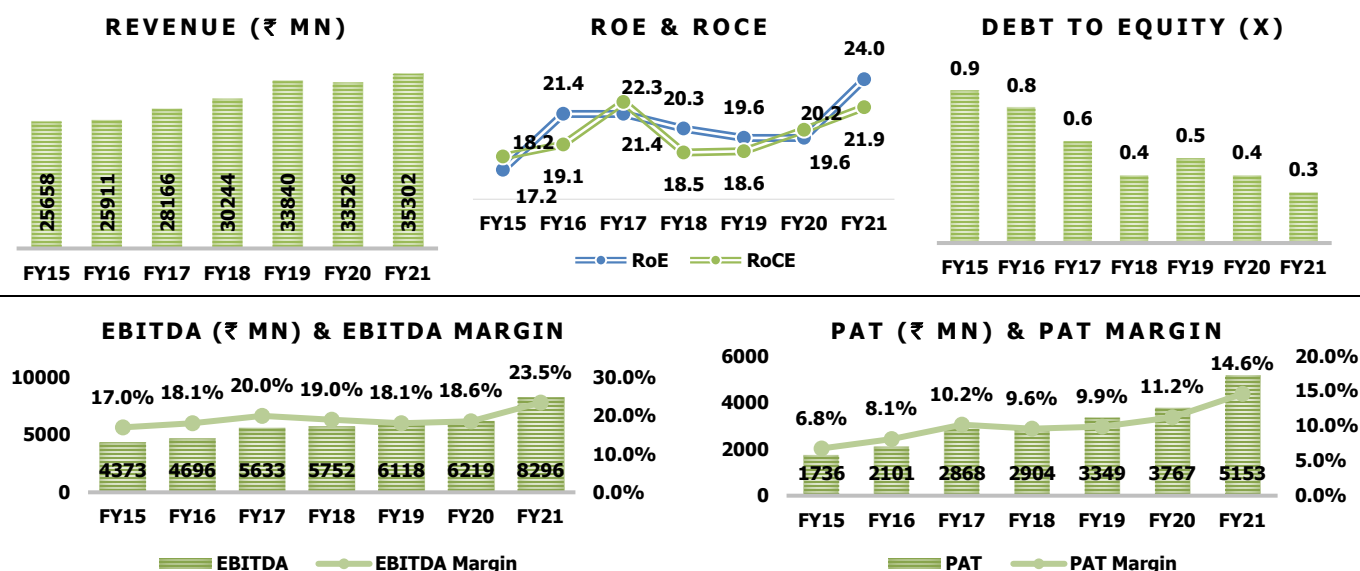 REVENUE (₹ MN)
25658
25911
28166
30244
33840
33526
35302
FY15 FY16 FY17 FY18 FY19 FY20 FY21
ROE & ROCE
24.0
21.4
22.3
20.3
19.6
20.2
18.2
21.4
21.9
19.1
18.5
18.6
19.6
17.2
FY15 FY16 FY17 FY18 FY19 FY20 FY21
RoE RoCE
DEBT TO EQUITY (X)
0.9
0.8
0.6
0.4
0.5
0.4
0.3
FY15 FY16 FY17 FY18 FY19 FY20 FY21
EBITDA (₹ MN) & EBITDA MARGIN
10000
5000
0
17.0% 18.1% 20.0% 19.0% 18.1% 18.6% 23.5%
4373 4696 5633 5752 6118 6219 8296
30.0%
20.0%
10.0%
0.0%
FY15 FY16 FY17 FY18 FY19 FY20 FY21
EBITDA EBITDA Margin
PAT (₹ MN) & PAT MARGIN
6000
4000
2000
0
6.8% 8.1% 10.2% 9.6% 9.9% 11.2% 14.6%
1736 2101 2868 2904 3349 3767 5153
20.0%
15.0%
10.0%
5.0%
0.0%
FY15 FY16 FY17 FY18 FY19 FY20 FY21
PAT PAT Margin